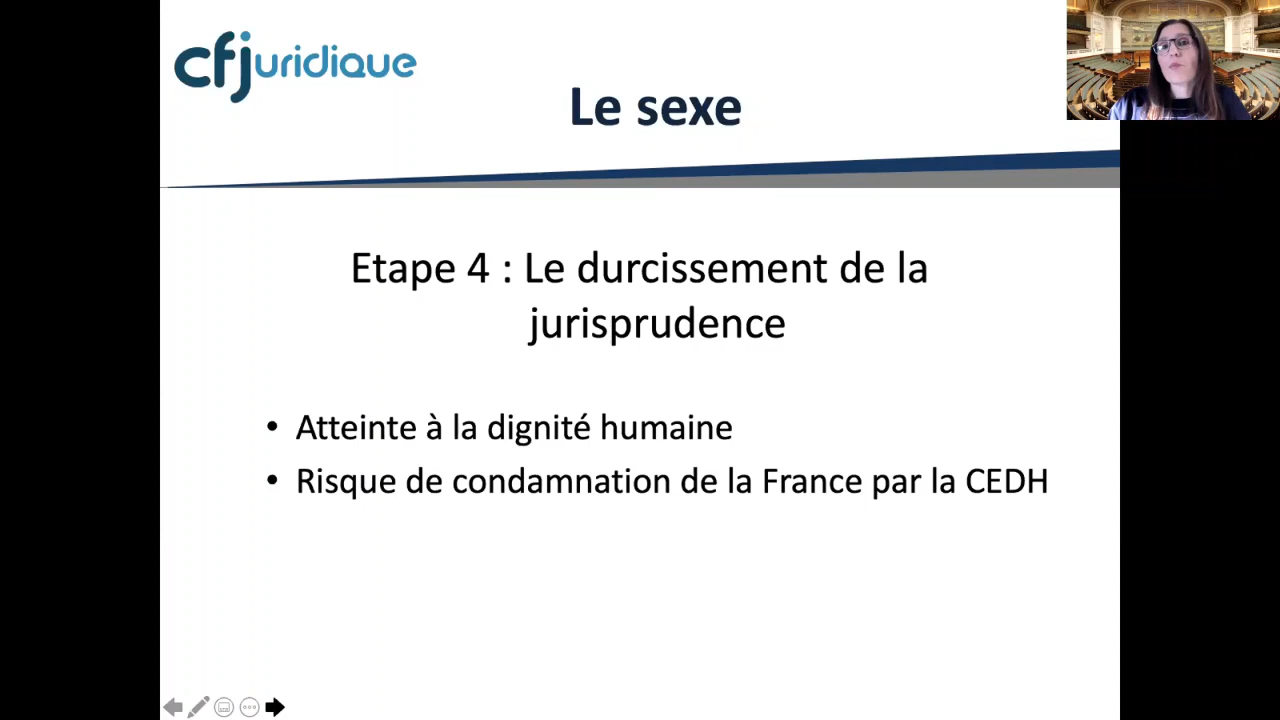 cfjuridique
Le sexe
Etape 4 : Le durcissement de la
jurisprudence
• Atteinte à la dignité humaine
• Risque de condamnation de la France par la CEDH